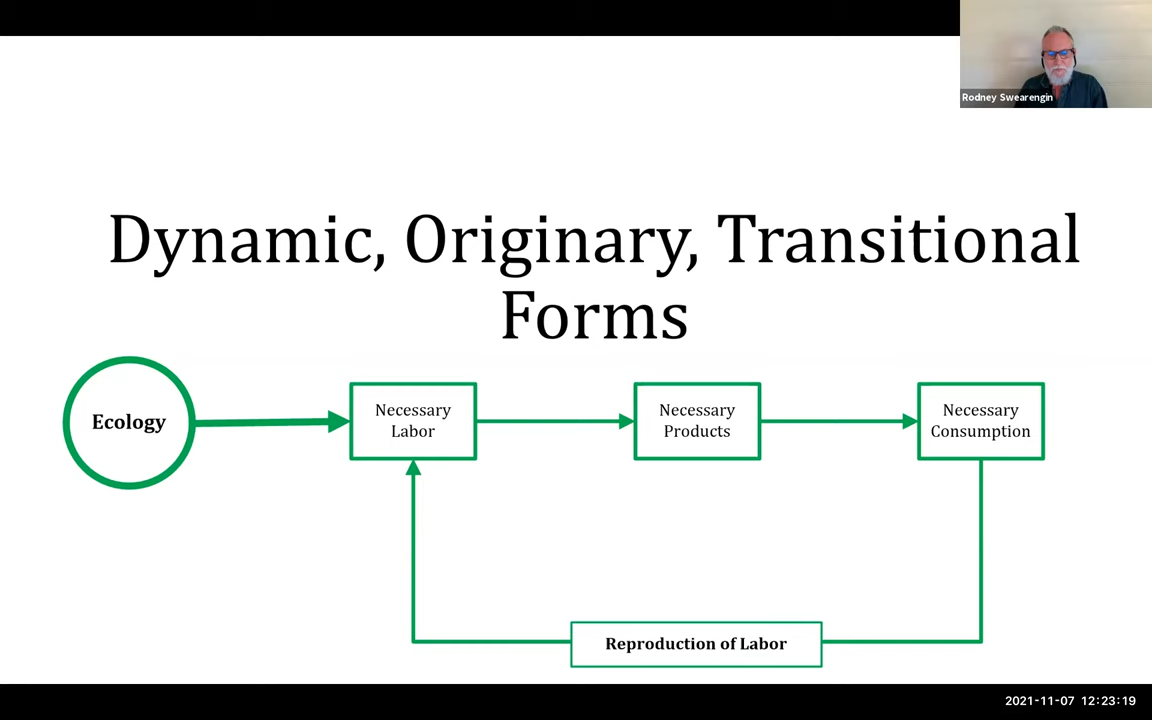 Rodney Swearengin
Dynamic, Originary, Transitional
Forms
Ecology
Necessary
Labor
Necessary
Products
Necessary
Consumption
Reproduction of Labor
2021-11-07 12:23:19